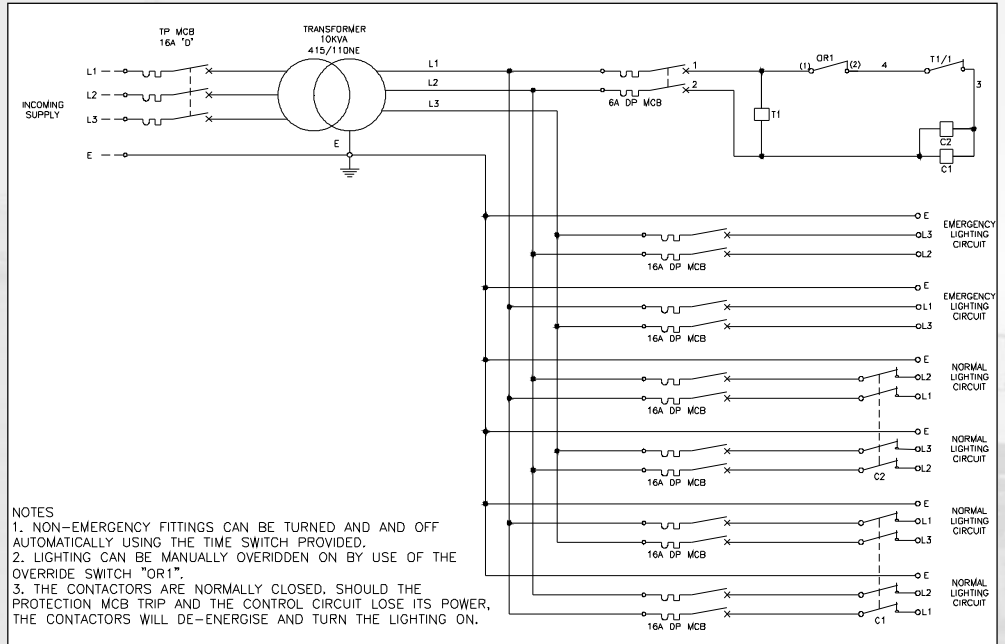 TP MCB
16A "D"
TRANSFORMER
10KVA
415/110NE
L1
L2
L3
INCOMING
SUPPLY
E
L1
L2
L3
E
6A DP MCB
1
2
T1
(1)
OR1
(2)
4
T1/1
3
C2
C1
E
L3
L2
EMERGENCY
LIGHTING
CIRCUIT
16A DP MCB
E
L1
L3
EMERGENCY
LIGHTING
CIRCUIT
16A DP MCB
E
L2
L1
NORMAL
LIGHTING
CIRCUIT
16A DP MCB
E
L3
L2
NORMAL
LIGHTING
CIRCUIT
16A DP MCB
C2
E
L1
L3
NORMAL
LIGHTING
CIRCUIT
16A DP MCB
E
L2
L1
NORMAL
LIGHTING
CIRCUIT
16A DP MCB
C1
NOTES
1. NON-EMERGENCY FITTINGS CAN BE TURNED AND AND OFF
AUTOMATICALLY USING THE TIME SWITCH PROVIDED.
2. LIGHTING CAN BE MANUALLY OVERIDDEN ON BY USE OF THE
OVERRIDE SWITCH "OR1".
3. THE CONTACTORS ARE NORMALLY CLOSED, SHOULD THE
PROTECTION MCB TRIP AND THE CONTROL CIRCUIT LOSE ITS POWER,
THE CONTACTORS WILL DE-ENERGISE AND TURN THE LIGHTING ON.